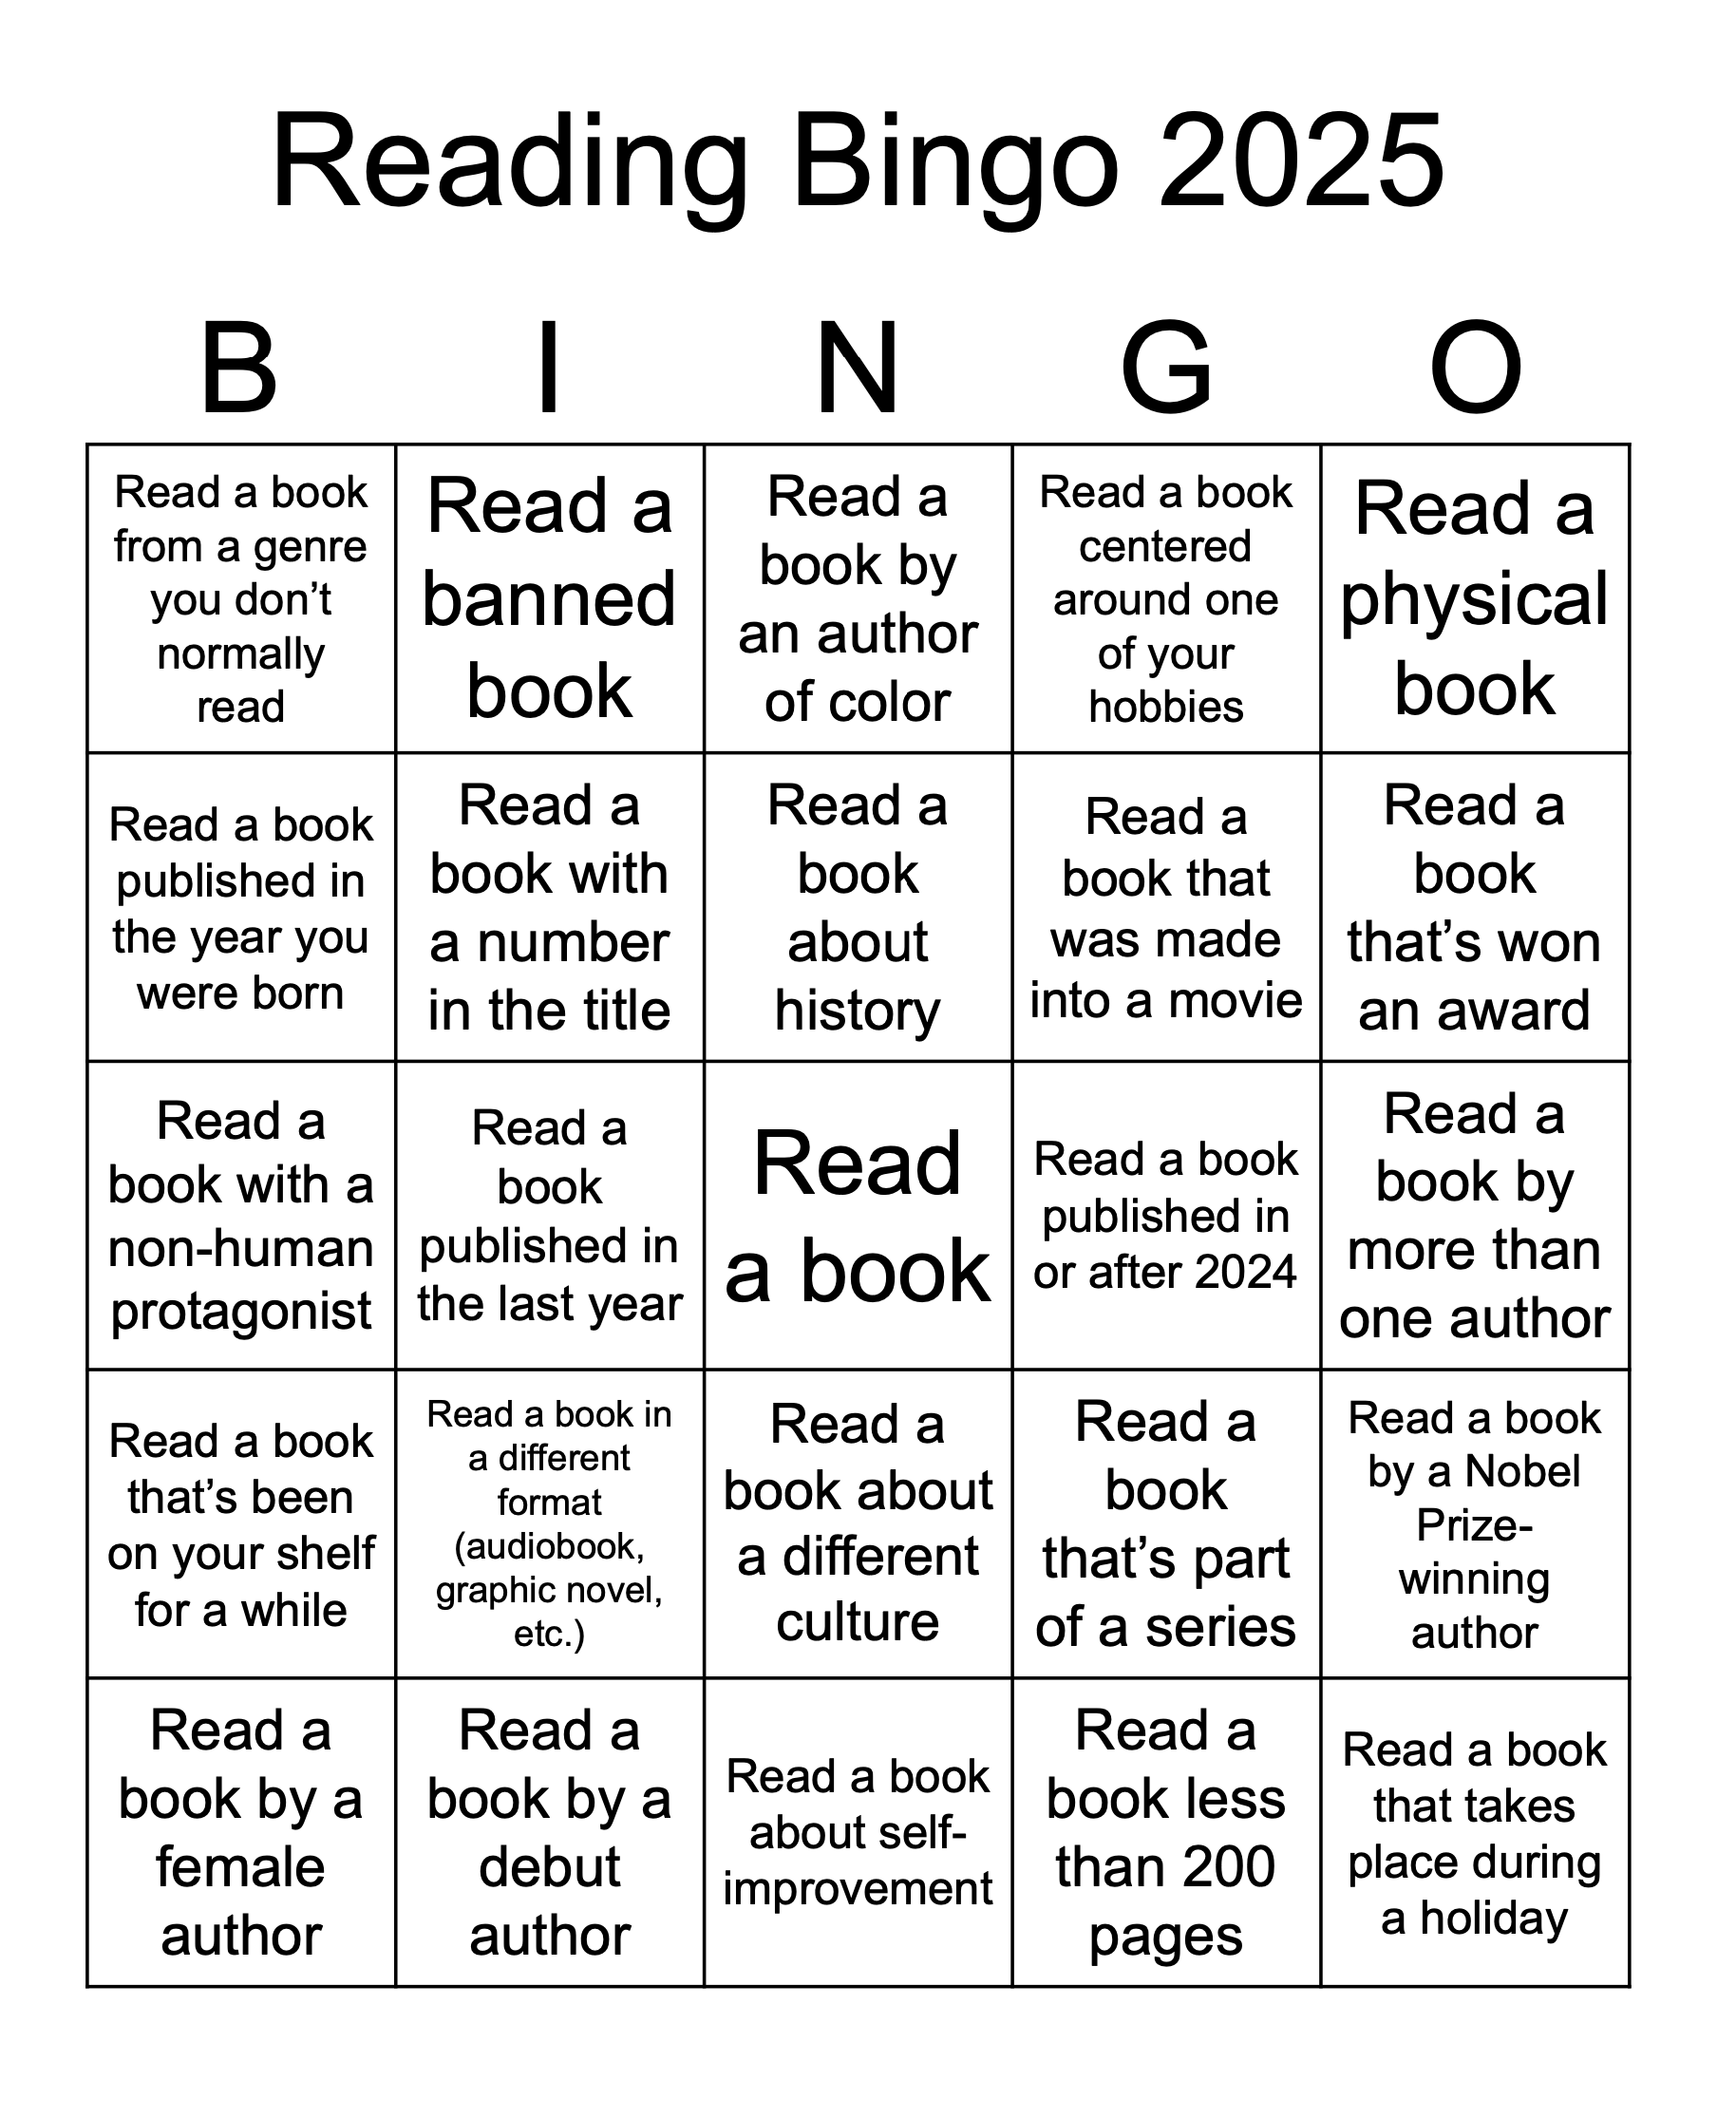 Reading Bingo 2025
B I N G O
Read a book
from a genre
you don’t
normally
read
Read a
banned
book
Read a
book by
an author
of color
Read a book
centered
around one
of your
hobbies
Read a
physical
book
Read a book
published in
the year you
were born
Read a
book with
a number
in the title
Read a
book
about
history
Read a
book that
was made
into a movie
Read a
book
that’s won
an award
Read a
book with a
non-human
protagonist
Read a
book
published in
the last year
Read
a book
Read a book
published in
or after 2024
Read a
book by
more than
one author
Read a book
that’s been
on your shelf
for a while
Read a book in
a different
format
(audiobook,
graphic novel,
etc.)
Read a
book about
a different
culture
Read a
book
that’s part
of a series
Read a book
by a Nobel
Prize-
winning
author
Read a
book by a
female
author
Read a
book by a
debut
author
Read a book
about self-
improvement
Read a
book less
than 200
pages
Read a book
that takes
place during
a holiday